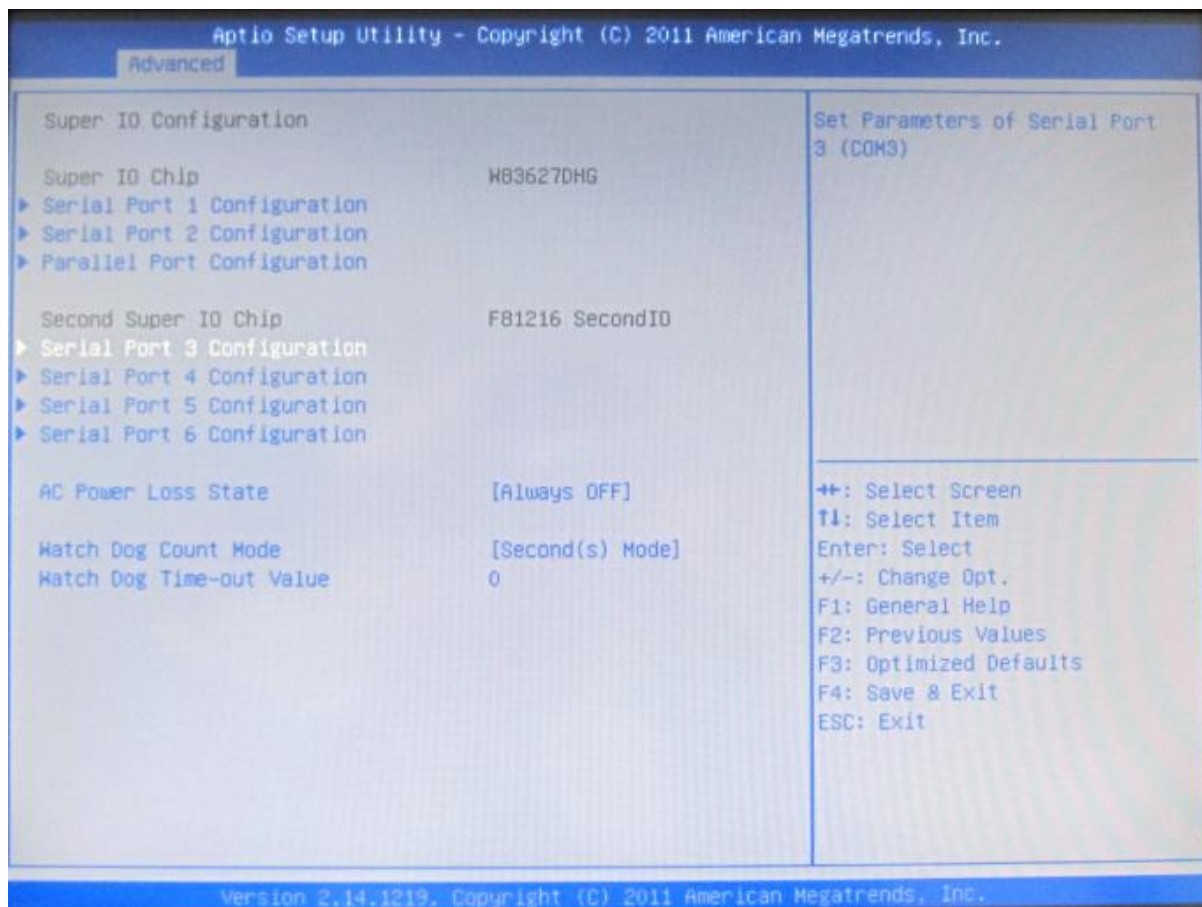 Aptio Setup Utility - Copyright (C) 2011 American Megatrends, Inc.
Advanced
Super IO Configuration
Super IO Chip W83627DHG
Serial Port 1 Configuration
Serial Port 2 Configuration
Parallel Port Configuration
Second Super IO Chip F81216 SecondIO
Serial Port 3 Configuration
Serial Port 4 Configuration
Serial Port 5 Configuration
Serial Port 6 Configuration
AC Power Loss State [Always OFF]
Watch Dog Count Mode [Second(s) Mode]
Watch Dog Time-out Value 0
Set Parameters of Serial Port
3 (COM3)
→←: Select Screen
↑↓: Select Item
Enter: Select
+/-: Change Opt.
F1: General Help
F2: Previous Values
F3: Optimized Defaults
F4: Save & Exit
ESC: Exit
Version 2.14.1219. Copyright (C) 2011 American Megatrends, Inc.